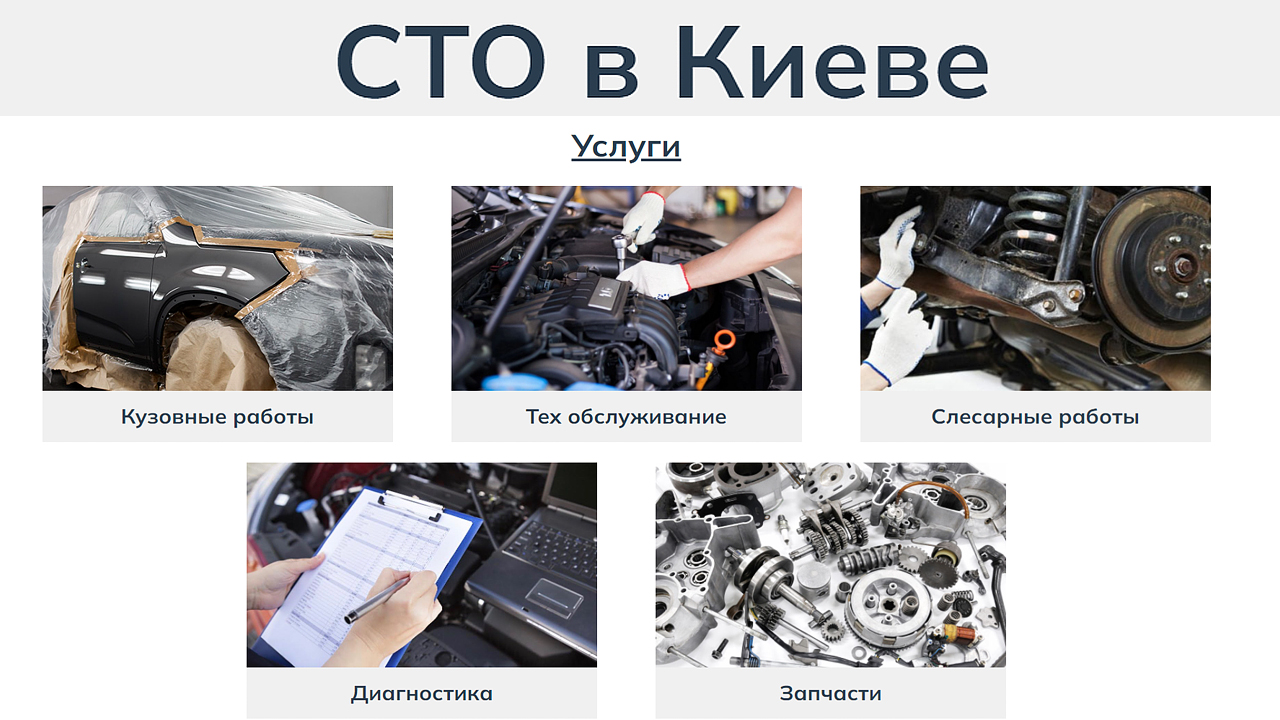 СТО в Киеве
Услуги
Кузовные работы
Тех обслуживание
Слесарные работы
Диагностика
Запчасти